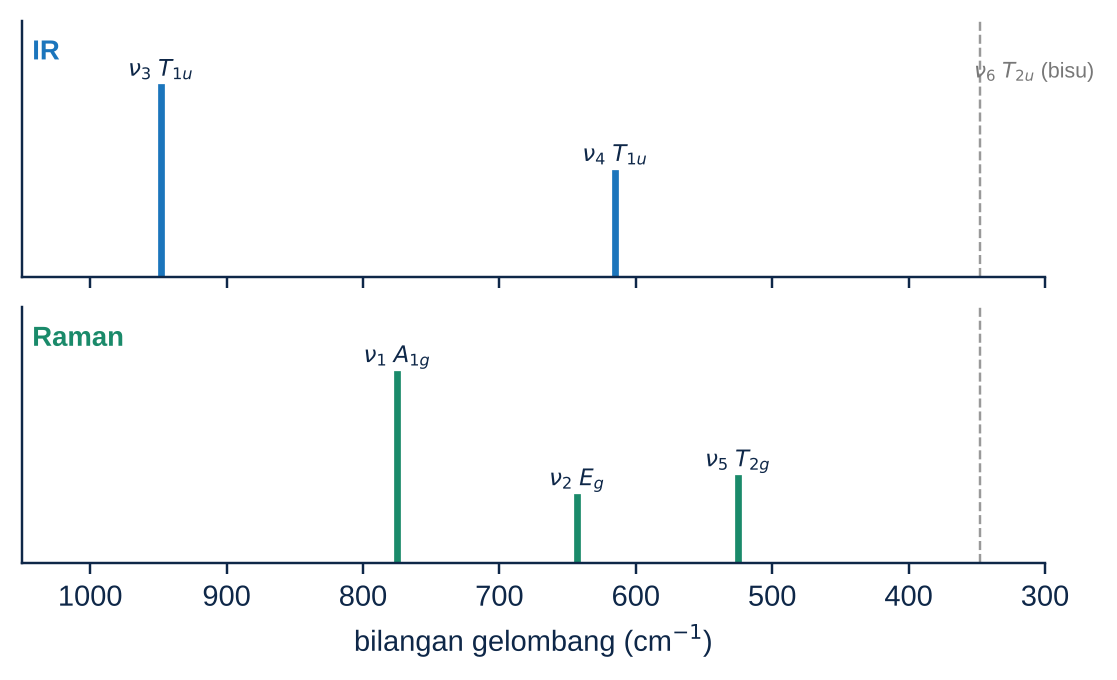 IR
ν₃ T₁ᵤ
ν₆ T₂ᵤ (bisu)
ν₄ T₁ᵤ
Raman
ν₁ A₁g
ν₅ T₂g
ν₂ Eg
1000 900 800 700 600 500 400 300
bilangan gelombang (cm⁻¹)